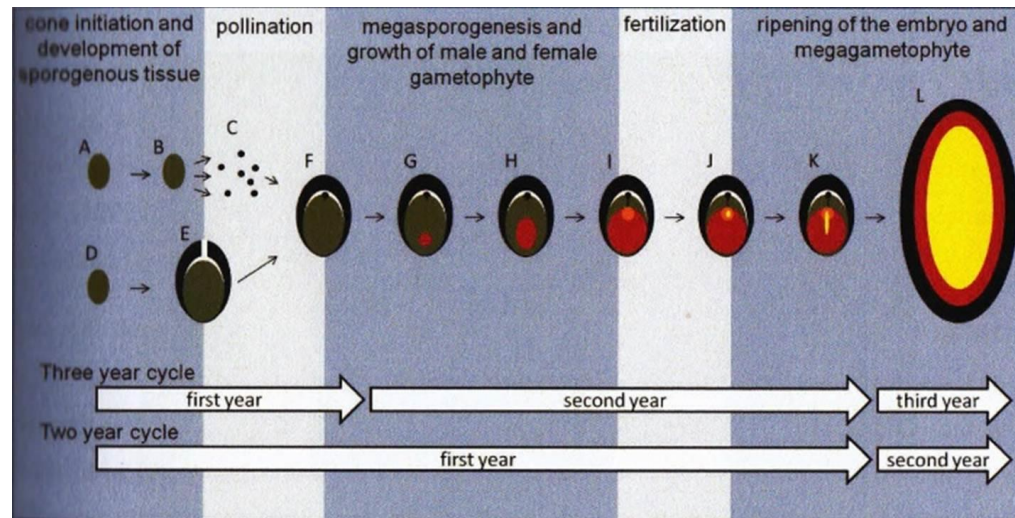 cone initiation and
development of
sporogenous tissue
pollination
megasporogenesis and
growth of male and female
gametophyte
fertilization
ripening of the embryo and
megagametophyte
A
B
C
D
E
F
G
H
I
J
K
L
Three year cycle
first year
second year
third year
Two year cycle
first year
second year